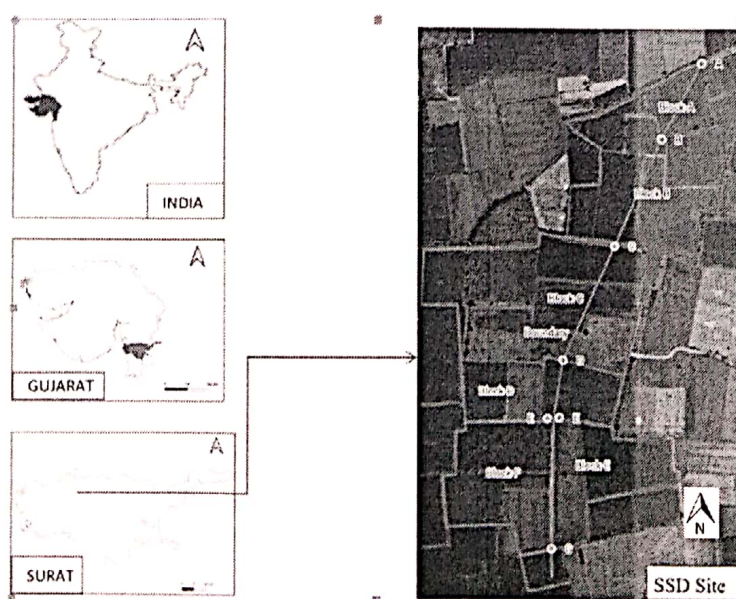 INDIA
GUJARAT
SURAT
A
Block A
Block
Block C
Boundary
Block D
Block F
Block E
N
SSD Site